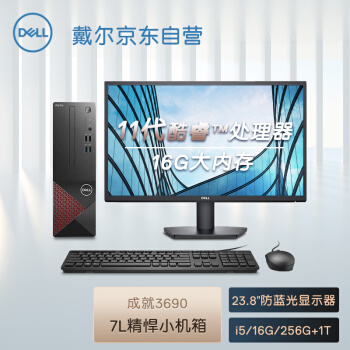 DELL 戴尔京东自营
11代酷睿™处理器
16G大内存
DELL
DELL
成就3690
7L精悍小机箱
23.8"防蓝光显示器
i5/16G/256G+1T